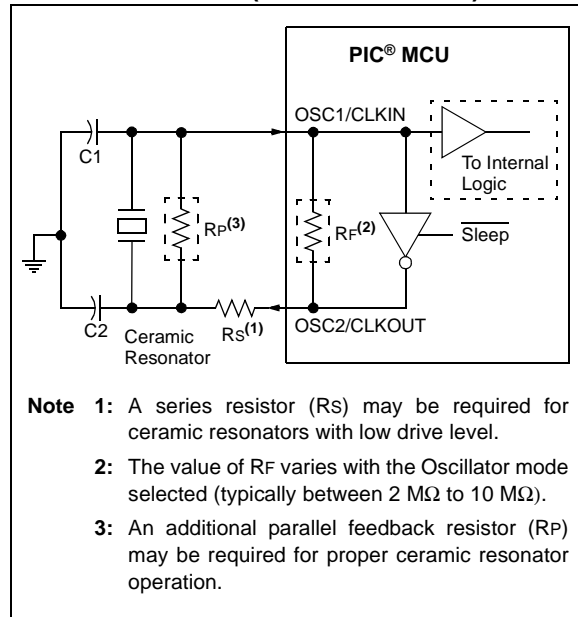 PIC® MCU
OSC1/CLKIN
C1
To Internal
Logic
RP(3)
RF(2)
Sleep
C2
Ceramic
Resonator
RS(1)
OSC2/CLKOUT
Note 1: A series resistor (RS) may be required for
ceramic resonators with low drive level.
2: The value of RF varies with the Oscillator mode
selected (typically between 2 MΩ to 10 MΩ).
3: An additional parallel feedback resistor (RP)
may be required for proper ceramic resonator
operation.